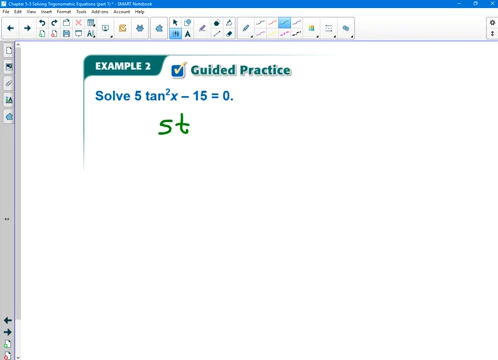 Chapter 5-3 Solving Trigonometric Equations (part 1) * - SMART Notebook
File Edit View Insert Format Tools Add-ons Account Help
EXAMPLE 2
Guided Practice
Solve 5 tan²x – 15 = 0.
5t